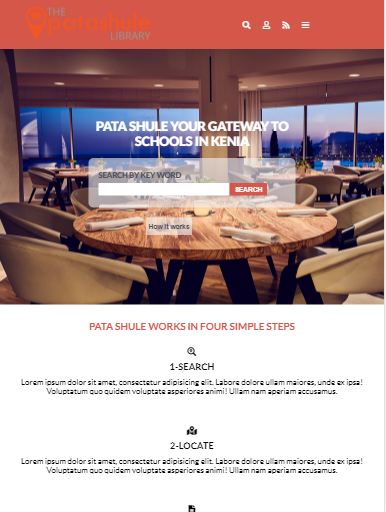 THE
patashule
LIBRARY
PATA SHULE YOUR GATEWAY TO
SCHOOLS IN KENIA
SEARCH BY KEY WORD
SEARCH
How it works
PATA SHULE WORKS IN FOUR SIMPLE STEPS
1-SEARCH
Lorem ipsum dolor sit amet, consectetur adipisicing elit. Labore dolore ullam maiores, unde ex ipsa!
Voluptatum quo quidem voluptate asperiores animi! Ullam nam aperiam accusamus.
2-LOCATE
Lorem ipsum dolor sit amet, consectetur adipisicing elit. Labore dolore ullam maiores, unde ex ipsa!
Voluptatum quo quidem voluptate asperiores animi! Ullam nam aperiam accusamus.